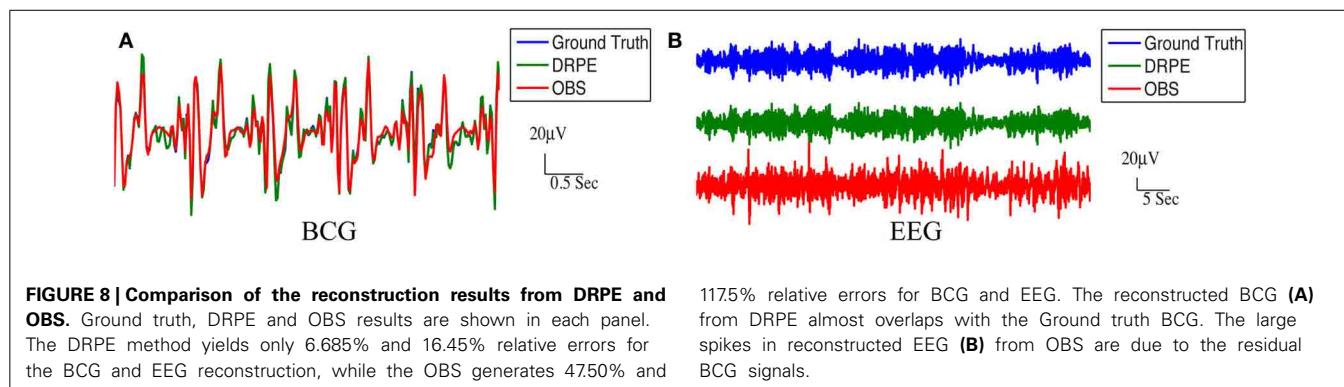 A
Ground Truth
DRPE
OBS
20µV
0.5 Sec
BCG
B
Ground Truth
DRPE
OBS
20µV
5 Sec
EEG
FIGURE 8 | Comparison of the reconstruction results from DRPE and
OBS. Ground truth, DRPE and OBS results are shown in each panel.
The DRPE method yields only 6.685% and 16.45% relative errors for
the BCG and EEG reconstruction, while the OBS generates 47.50% and
117.5% relative errors for BCG and EEG. The reconstructed BCG (A)
from DRPE almost overlaps with the Ground truth BCG. The large
spikes in reconstructed EEG (B) from OBS are due to the residual
BCG signals.